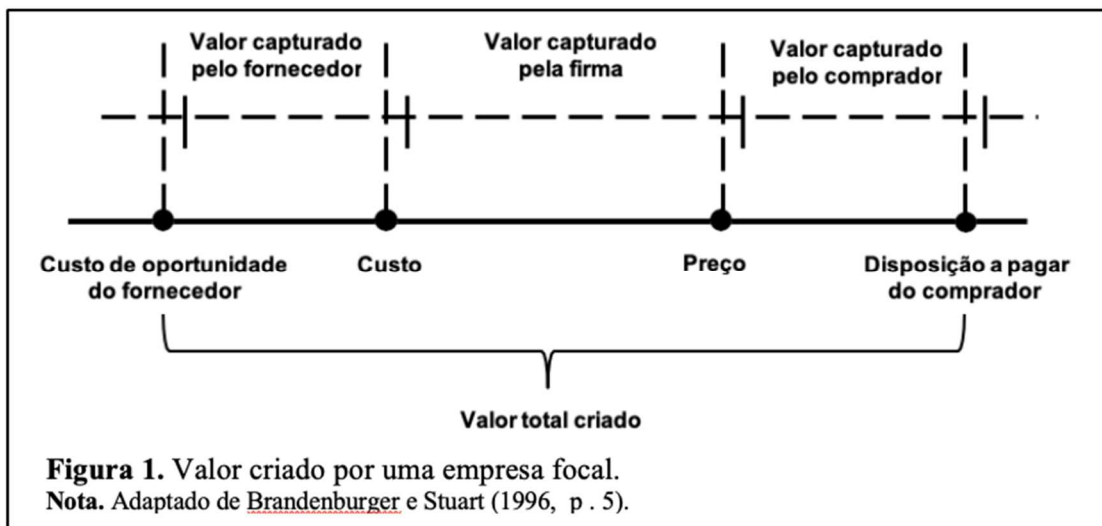 Valor capturado
pelo fornecedor
Valor capturado
pela firma
Valor capturado
pelo comprador
Custo de oportunidade
do fornecedor
Custo
Preço
Disposição a pagar
do comprador
Valor total criado
Figura 1. Valor criado por uma empresa focal.
Nota. Adaptado de Brandenburger e Stuart (1996, p . 5).